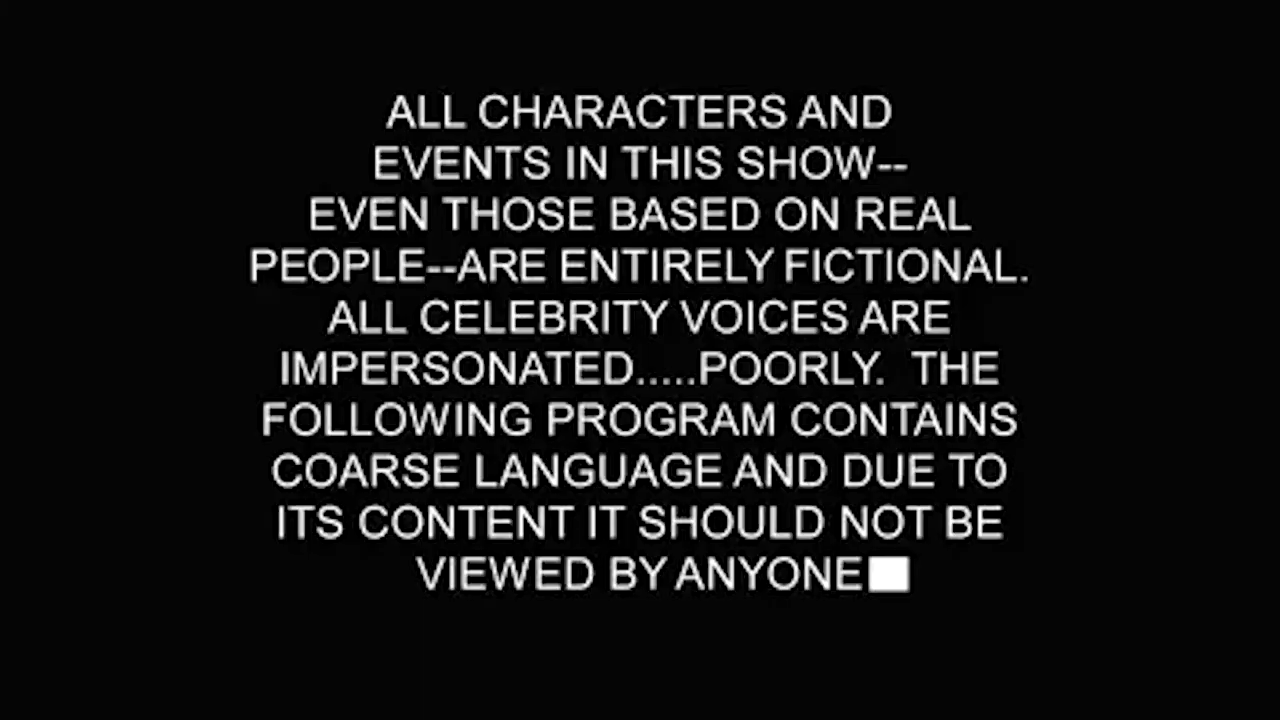 ALL CHARACTERS AND
EVENTS IN THIS SHOW--
EVEN THOSE BASED ON REAL
PEOPLE--ARE ENTIRELY FICTIONAL.
ALL CELEBRITY VOICES ARE
IMPERSONATED.....POORLY.  THE
FOLLOWING PROGRAM CONTAINS
COARSE LANGUAGE AND DUE TO
ITS CONTENT IT SHOULD NOT BE
VIEWED BY ANYONE